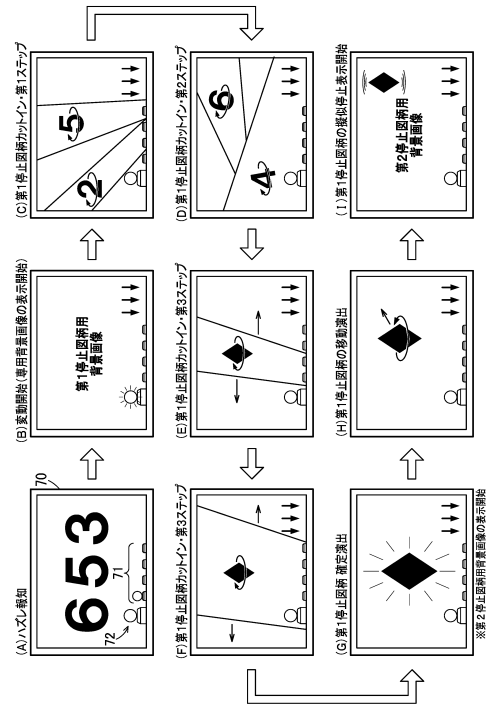 (A)ハズレ報知
70
653
71
72
(B)変動開始(専用背景画像の表示開始)
第1停止図柄用
背景画像
(C)第1停止図柄カットイン・第1ステップ
2
5
(D)第1停止図柄カットイン・第2ステップ
4
6
(E)第1停止図柄カットイン・第3ステップ
(F)第1停止図柄カットイン・第3ステップ
(G)第1停止図柄 確定演出
※第2停止図柄用背景画像の表示開始
(H)第1停止図柄の移動演出
(I)第1停止図柄の擬似停止表示開始
第2停止図柄用
背景画像